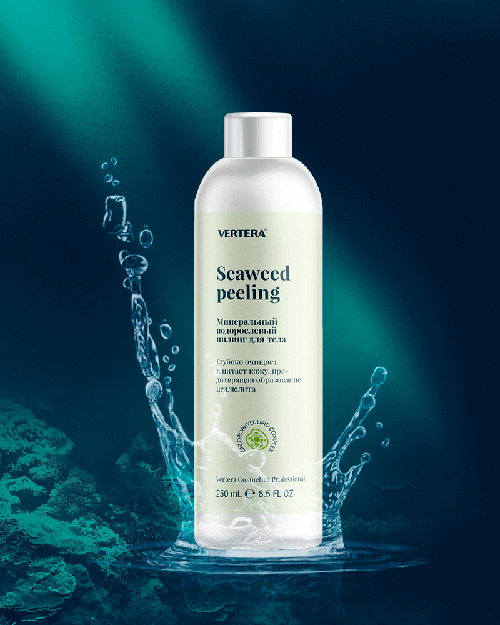 VERTERA®
Seaweed
peeling
Минеральный
водорослевый
пилинг для тела
Глубоко очищает
и питает кожу, пре-
дотвращая образование
целлюлита
Vertera Cosmetics Professional
250 mL ℮ 8.5 FL OZ